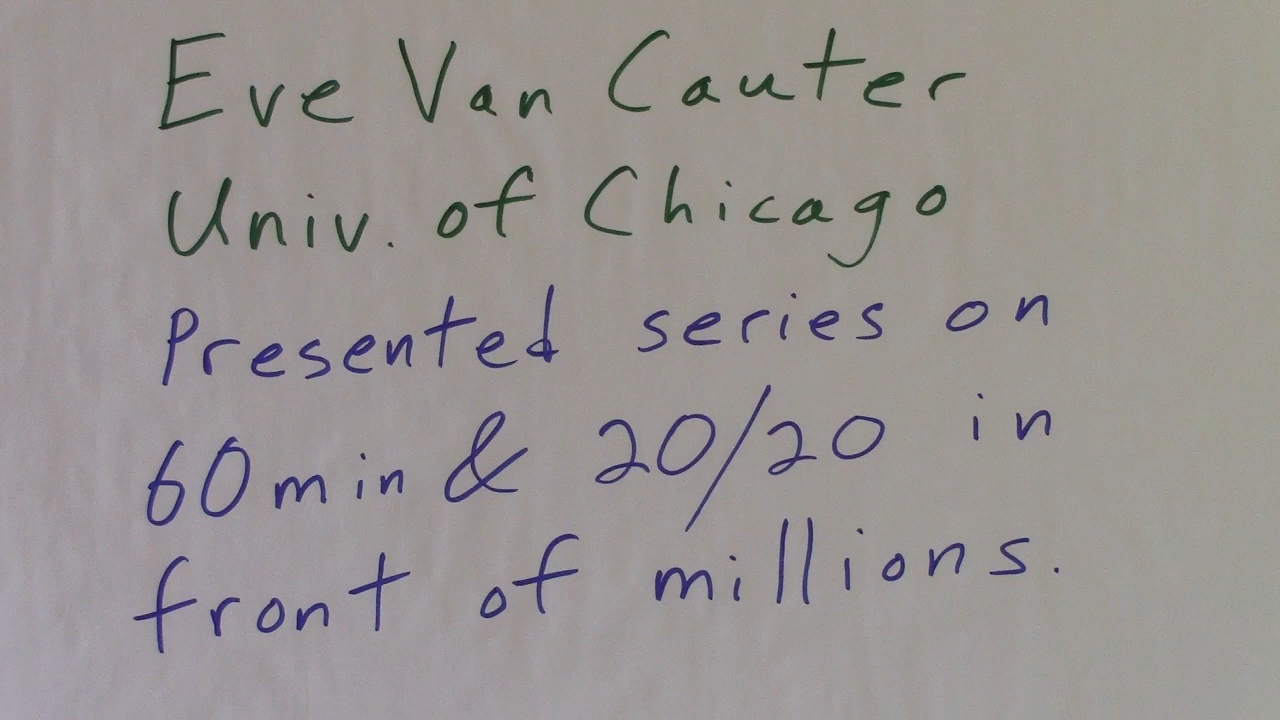 Eve Van Cauter
Univ. of Chicago
Presented series on
60min & 20/20 in
front of millions.